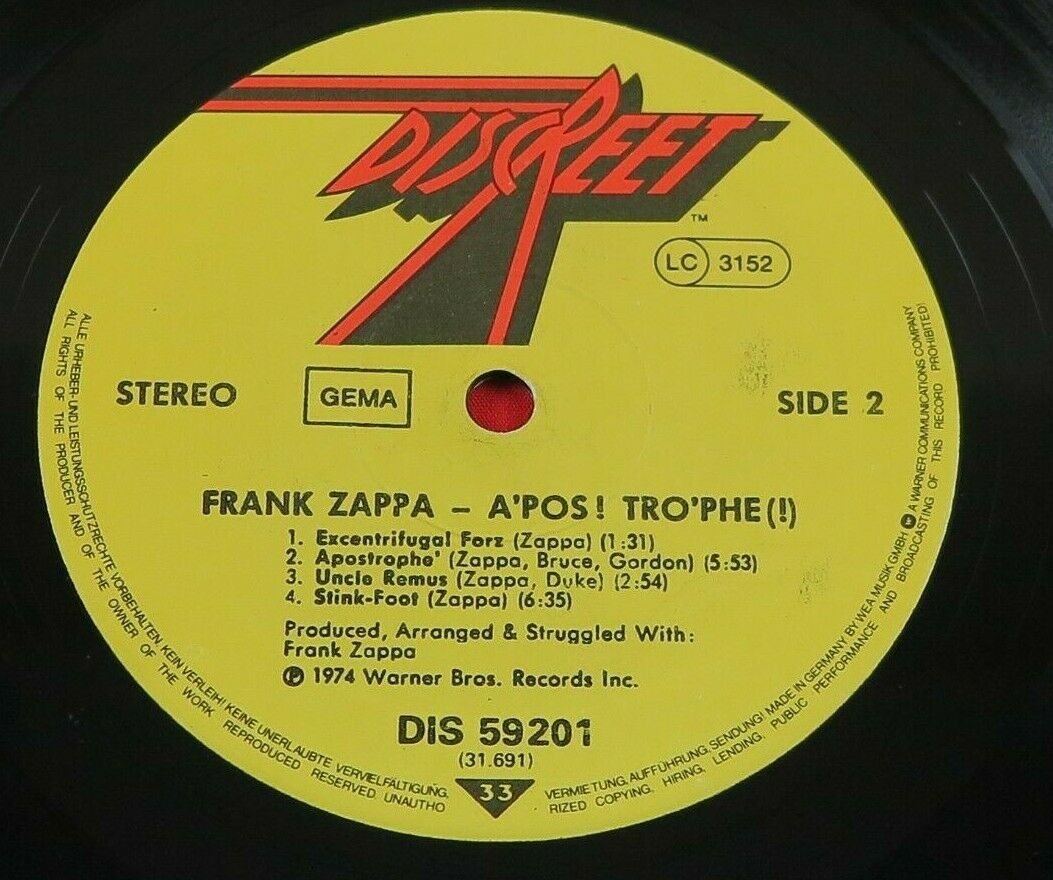 DISCREET
TM
LC 3152
STEREO
GEMA
SIDE 2
FRANK ZAPPA – A'POS! TRO'PHE(!)
1. Excentrifugal Forz (Zappa) (1:31)
2. Apostrophe' (Zappa, Bruce, Gordon) (5:53)
3. Uncle Remus (Zappa, Duke) (2:54)
4. Stink-Foot (Zappa) (6:35)
Produced, Arranged & Struggled With:
Frank Zappa
Ⓟ 1974 Warner Bros. Records Inc.
DIS 59201
(31.691)
33
ALLE URHEBER- UND LEISTUNGSSCHUTZRECHTE VORBEHALTEN. KEIN VERLEIH! KEINE UNERLAUBTE VERVIELFÄLTIGUNG, VERMIETUNG, AUFFÜHRUNG, SENDUNG! MADE IN GERMANY BY WEA MUSIK GMBH A WARNER COMMUNICATIONS COMPANY
ALL RIGHTS OF THE PRODUCER AND OF THE OWNER OF THE WORK REPRODUCED RESERVED UNAUTHORIZED COPYING. HIRING, LENDING, PUBLIC PERFORMANCE AND BROADCASTING OF THIS RECORD PROHIBITED!